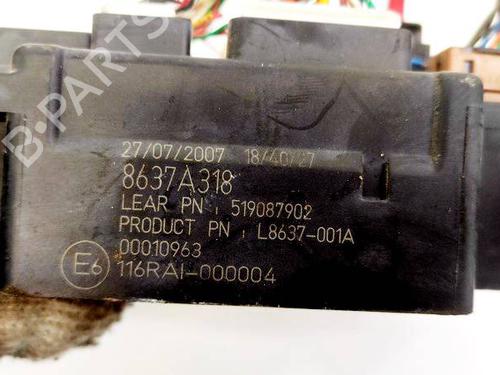 B-PARTS
27/07/2007 18/40/27
8637A318
LEAR PN : 519087902
PRODUCT PN : L8637-001A
00010963
E6 116RAI-000004